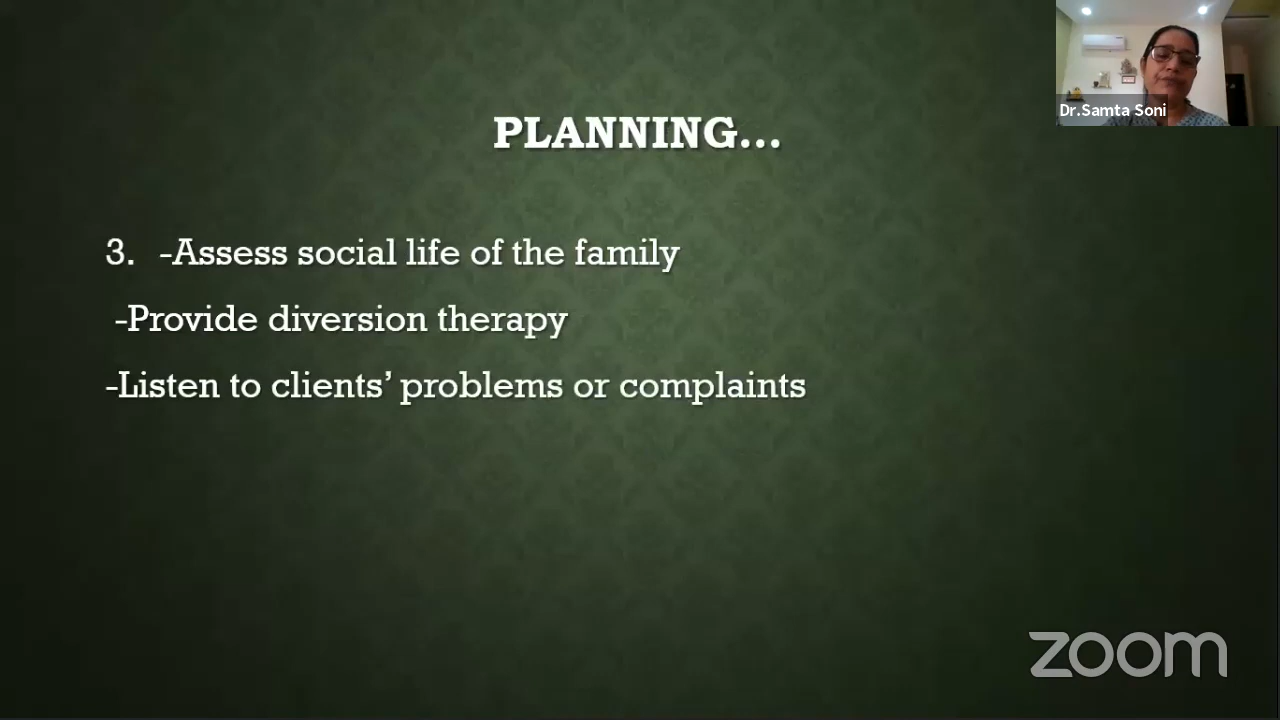 Dr.Samta Soni
PLANNING...
3. -Assess social life of the family
-Provide diversion therapy
-Listen to clients’ problems or complaints
zoom